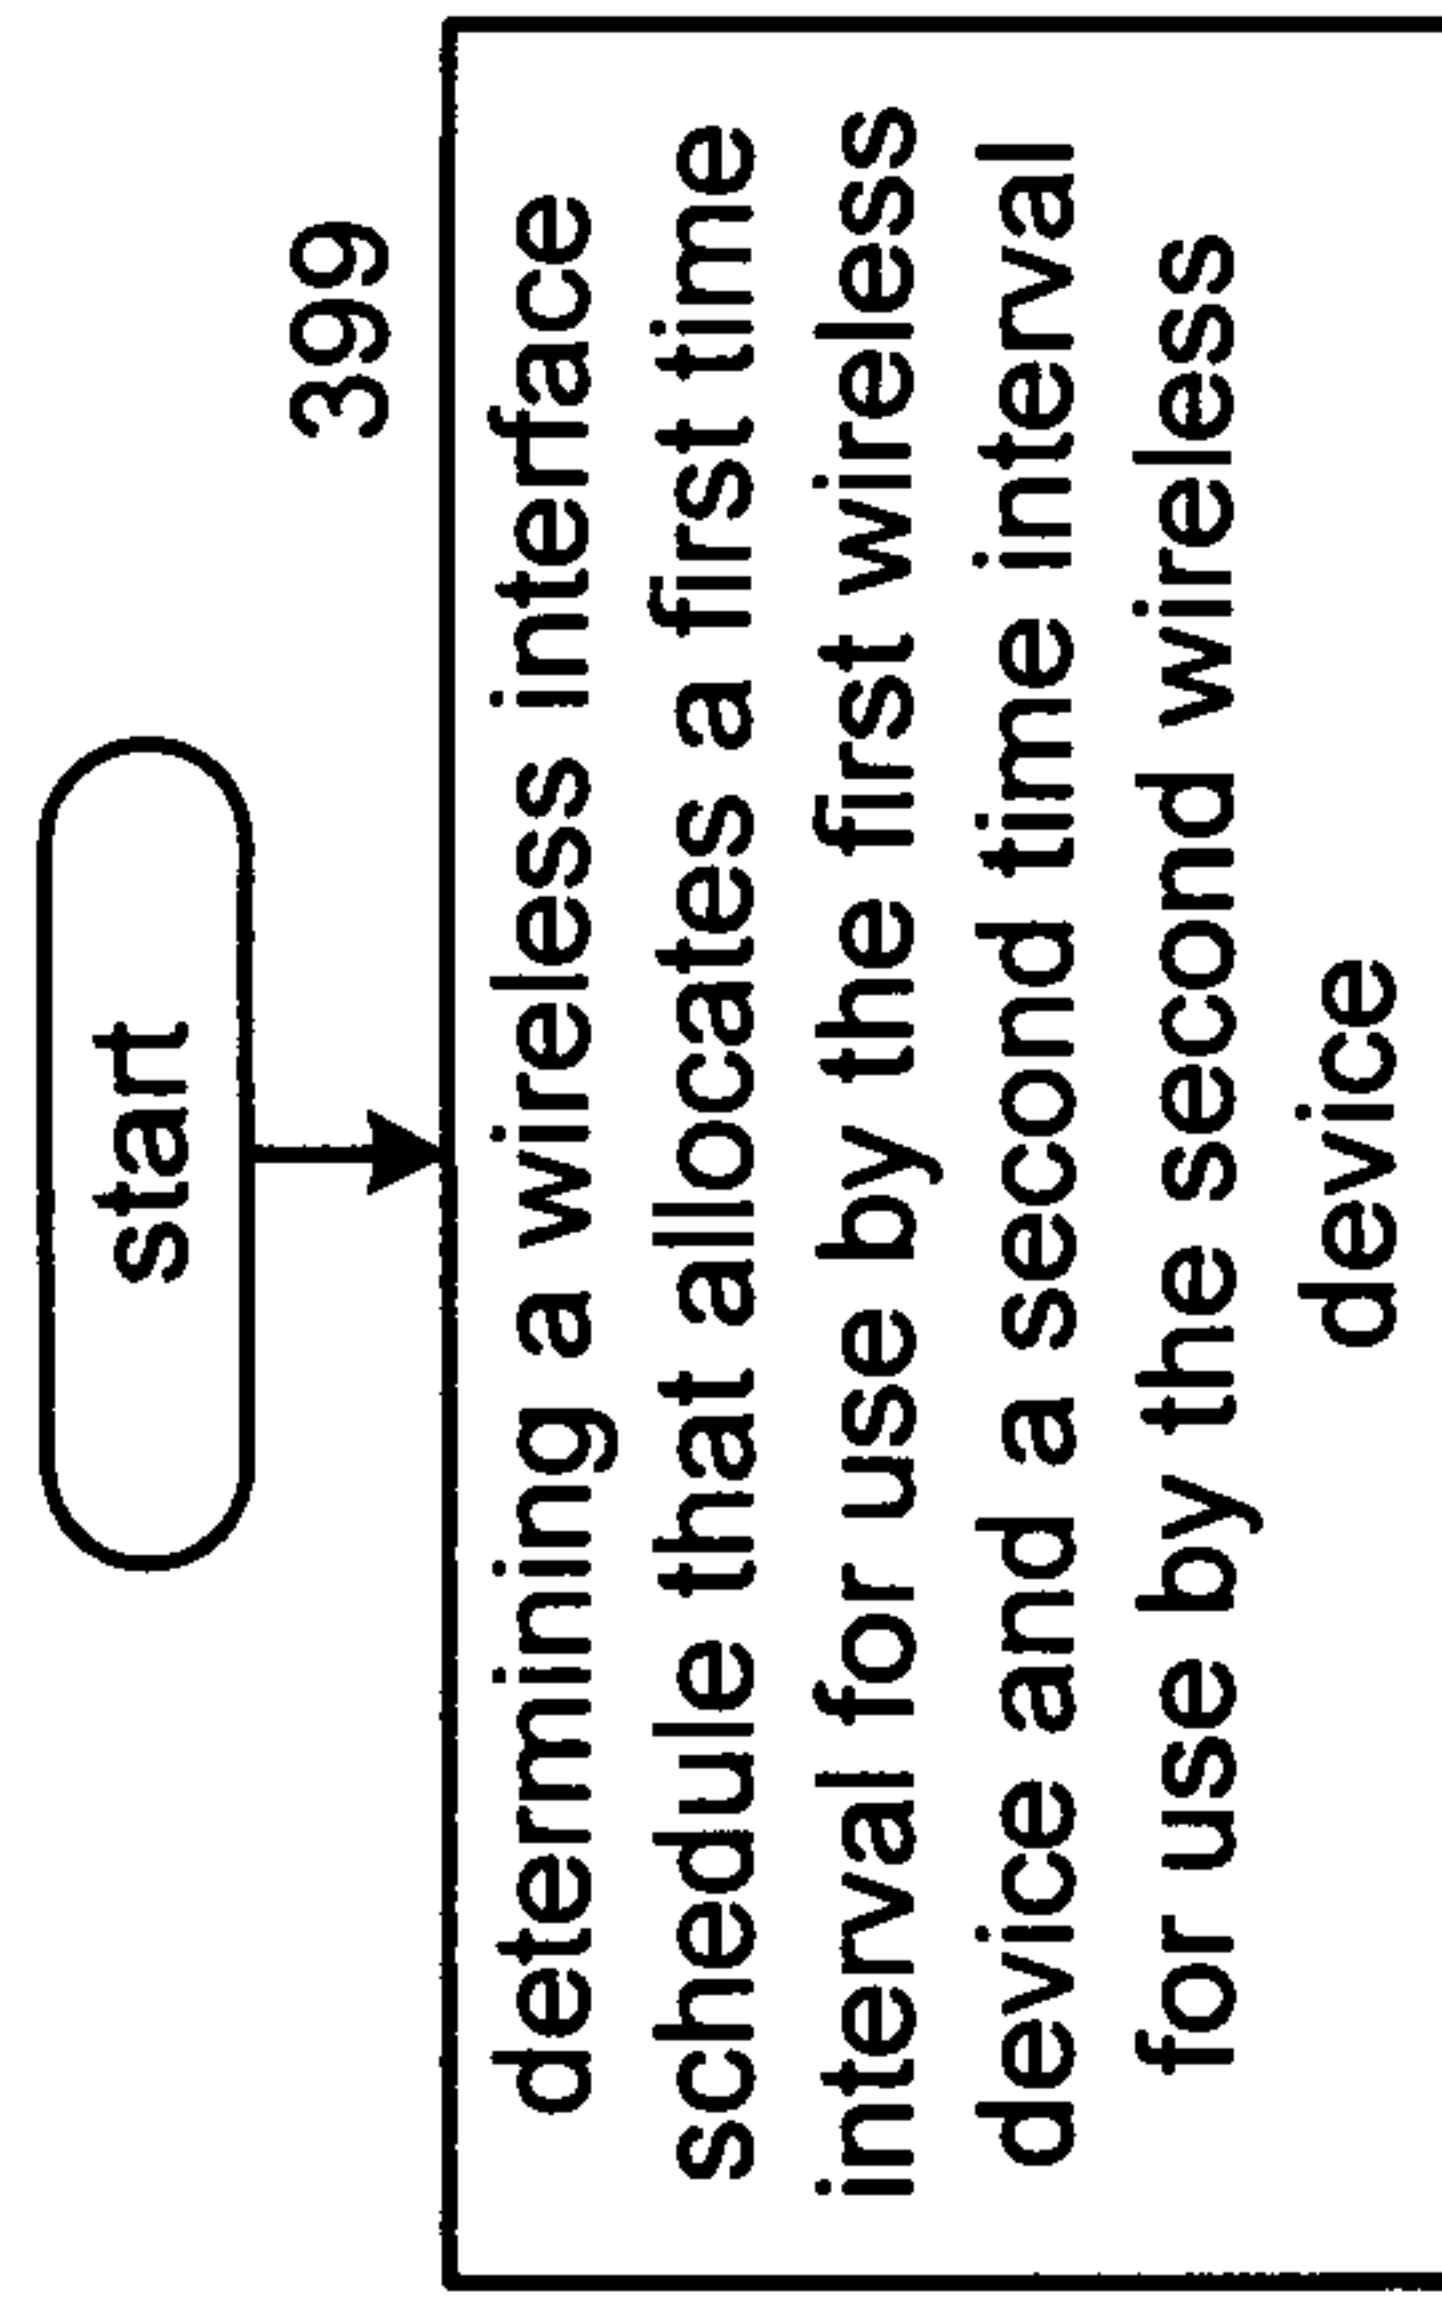 start
399
determining a wireless interface
schedule that allocates a first time
interval for use by the first wireless
device and a second time interval
for use by the second wireless
device